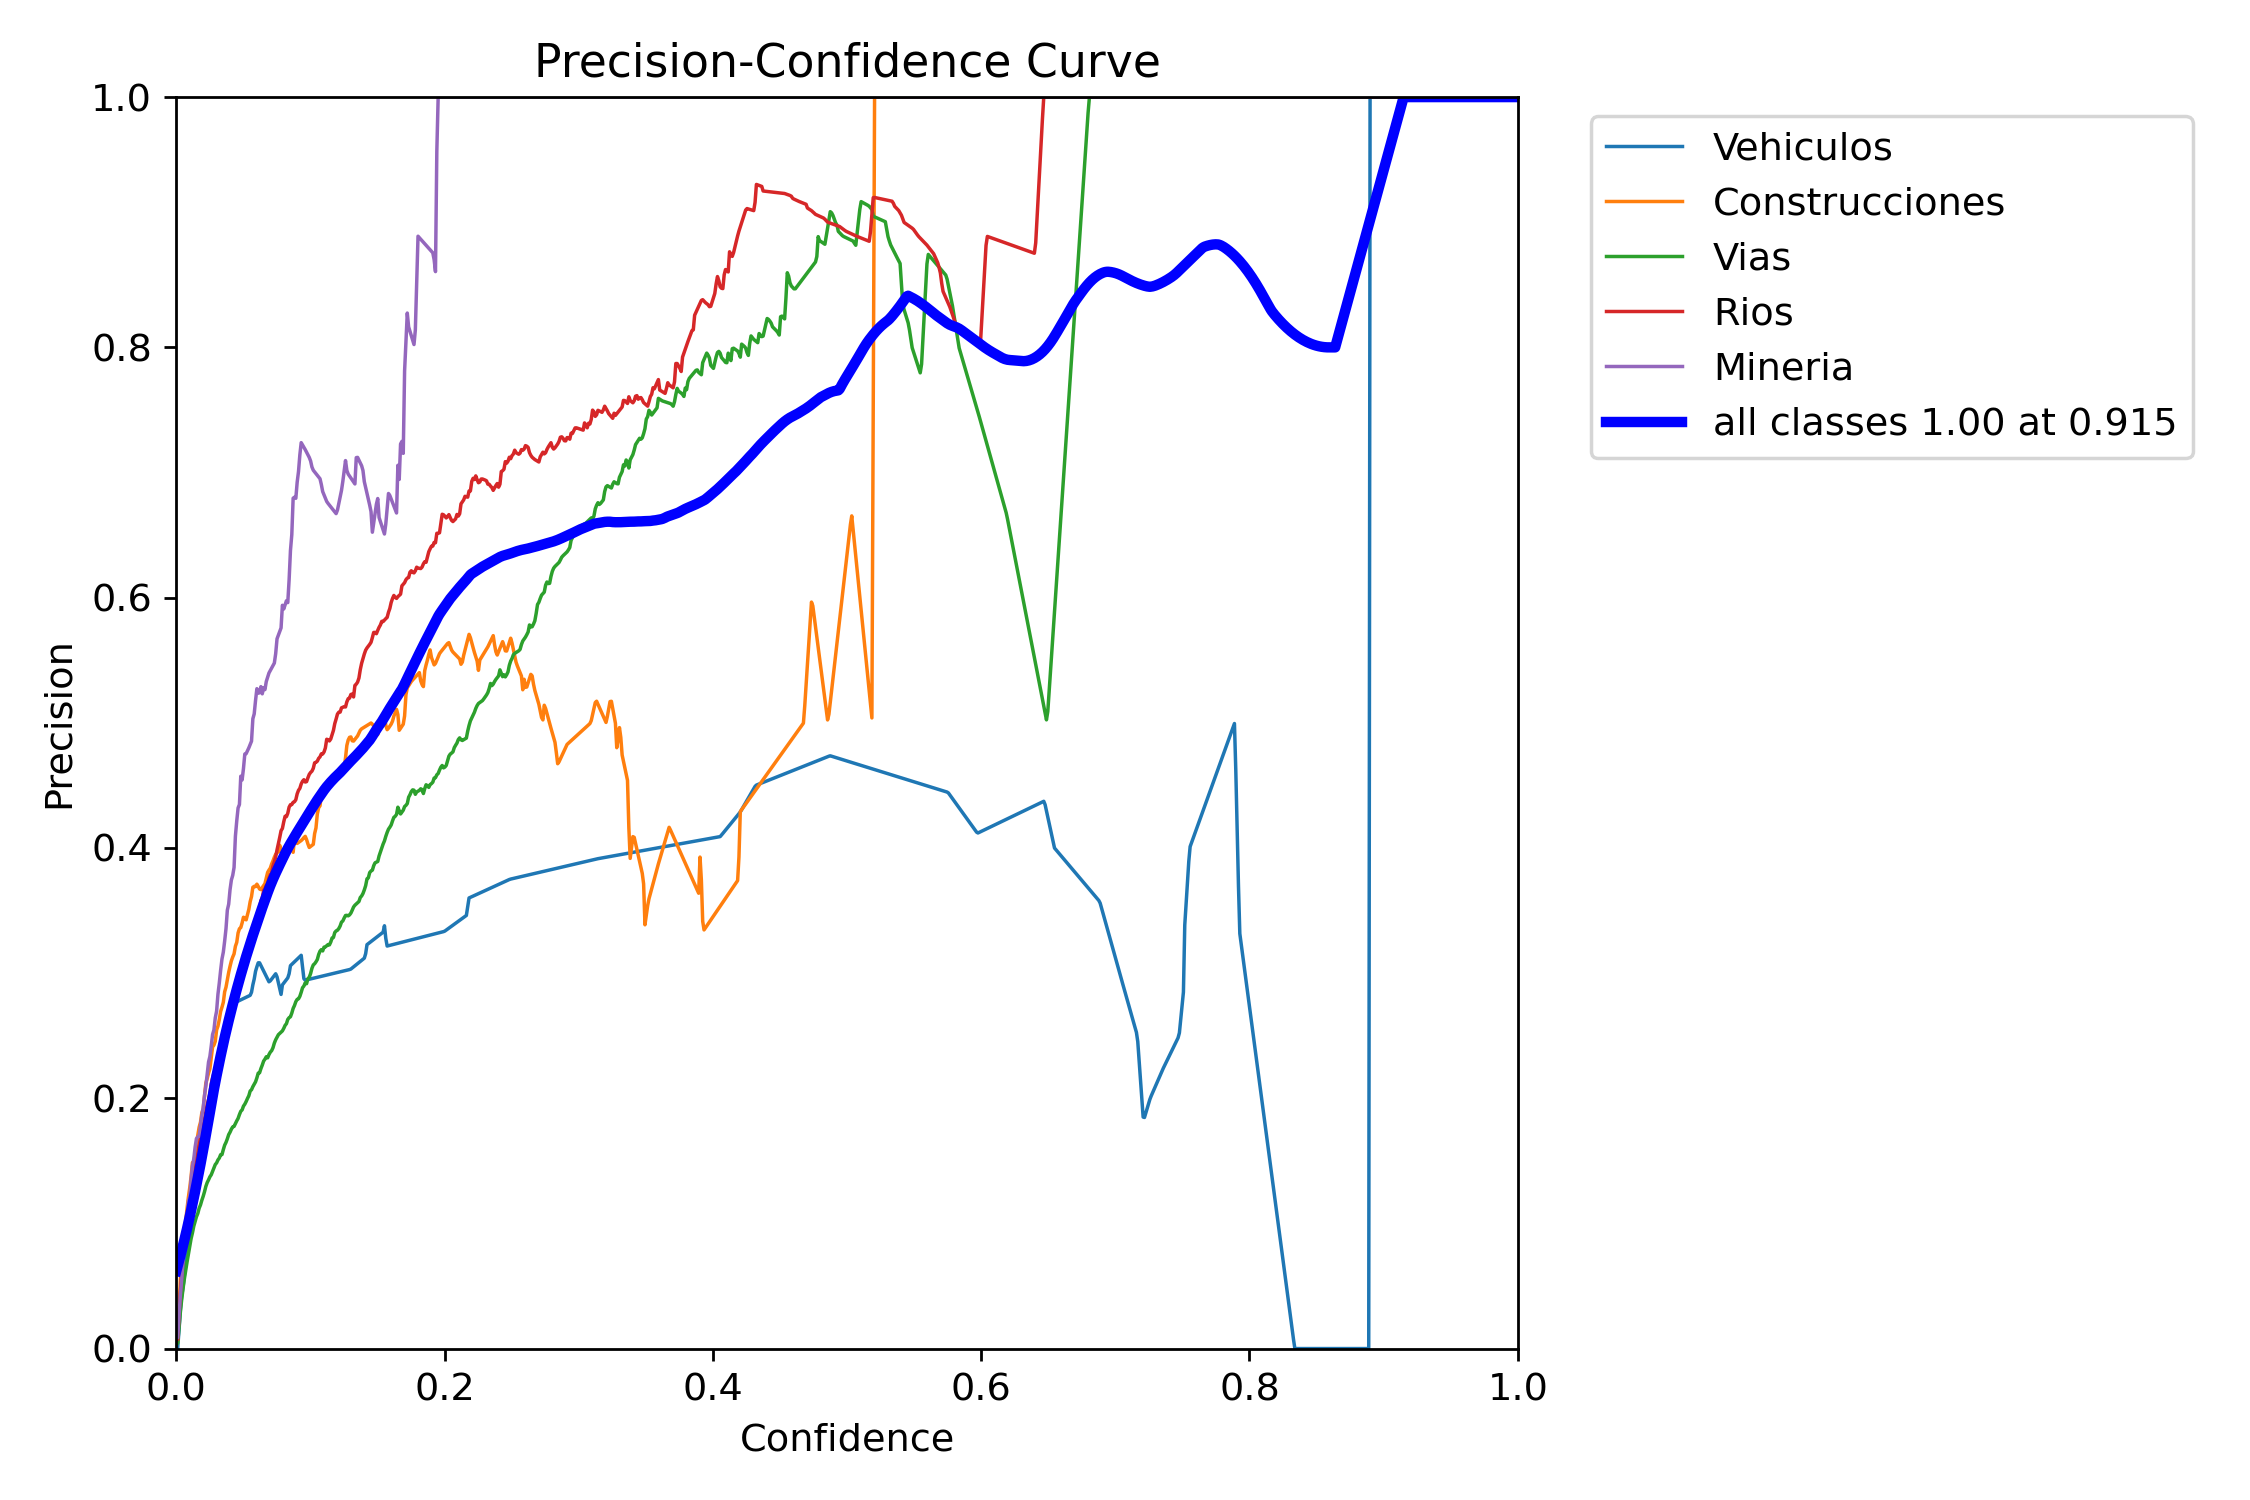 Precision-Confidence Curve
1.0
0.8
0.6
0.4
0.2
0.0
Precision
0.0 0.2 0.4 0.6 0.8 1.0
Confidence
Vehiculos
Construcciones
Vias
Rios
Mineria
all classes 1.00 at 0.915